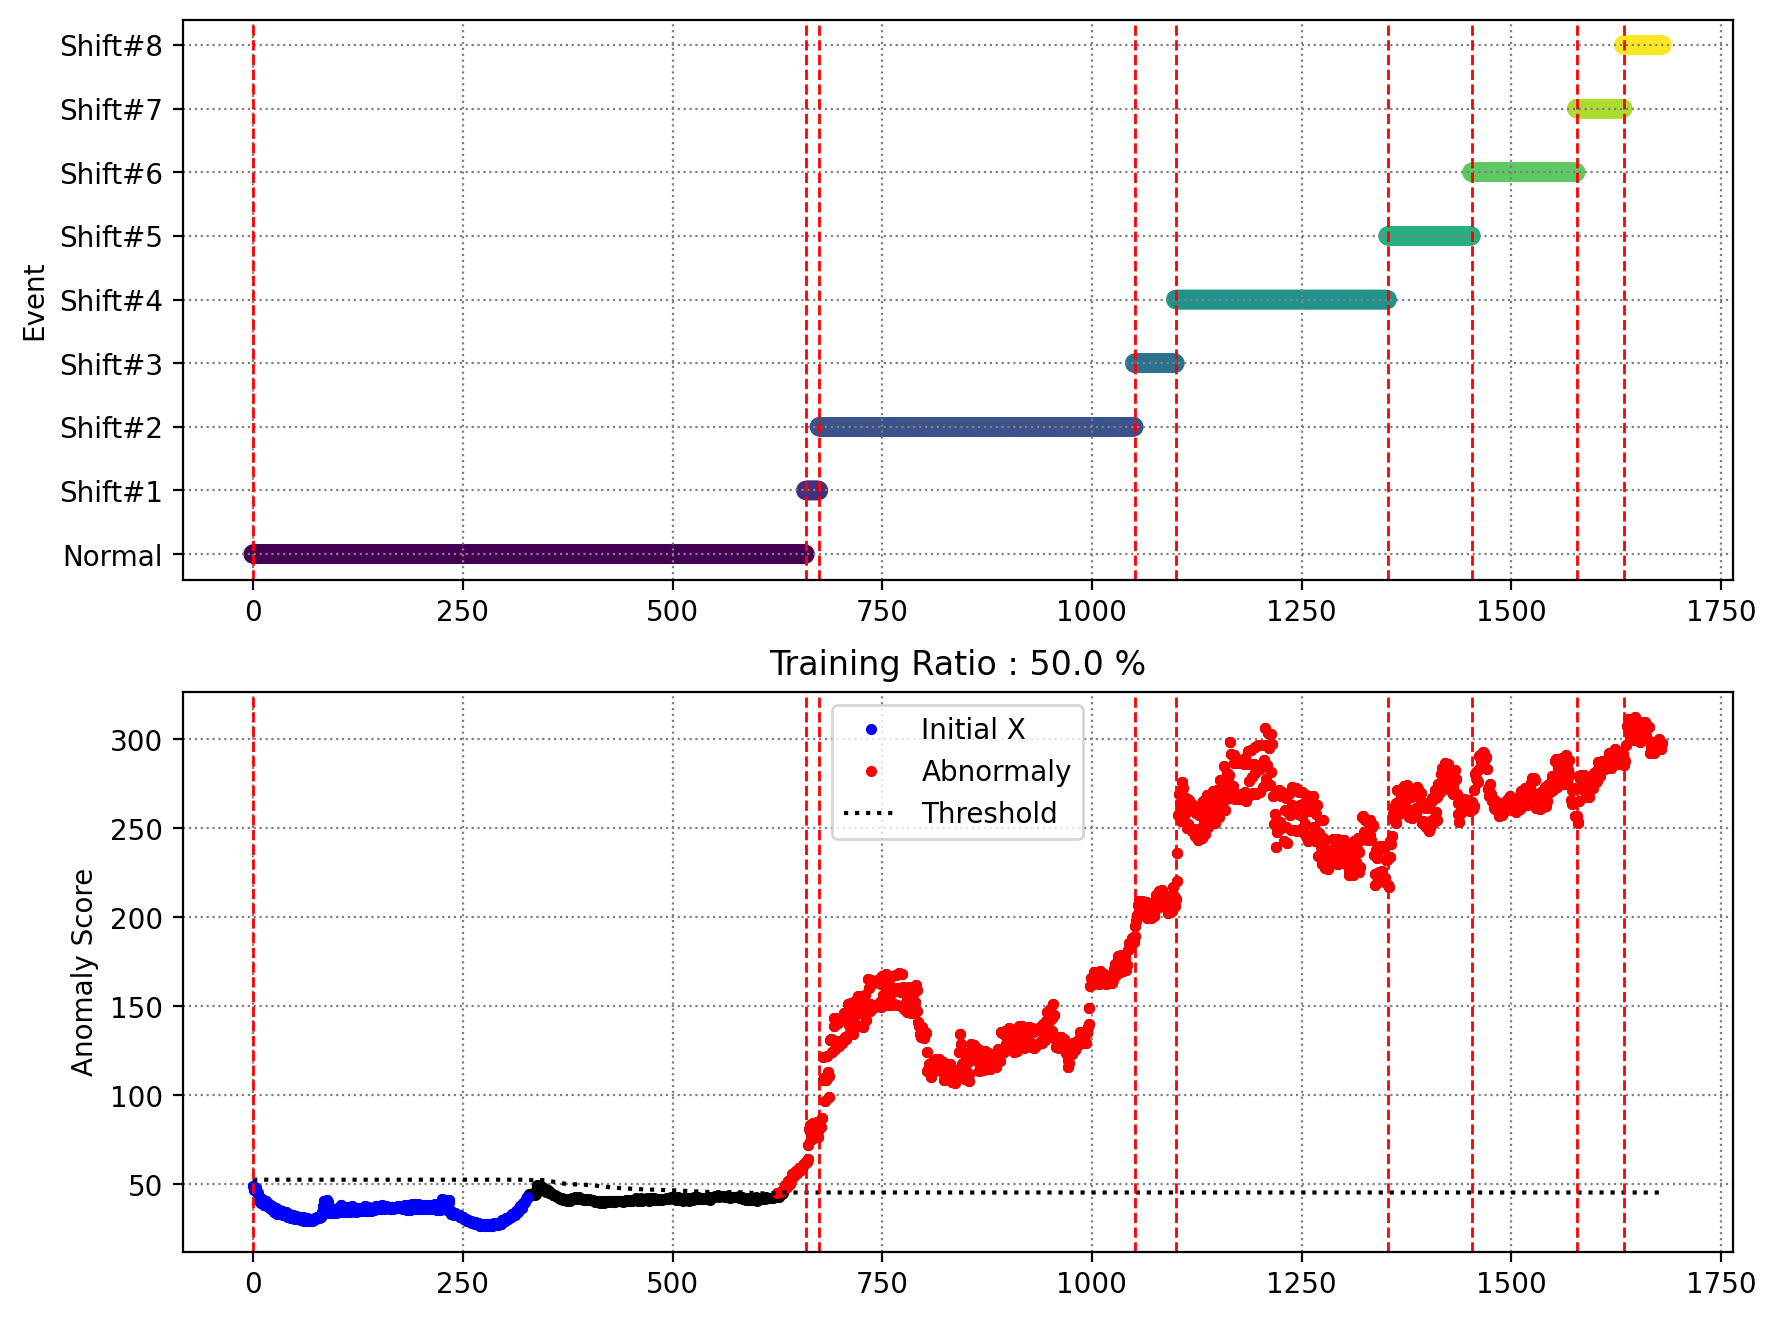 Shift#8
Shift#7
Shift#6
Shift#5
Shift#4
Shift#3
Shift#2
Shift#1
Normal
Event
0 250 500 750 1000 1250 1500 1750
Training Ratio : 50.0 %
300
250
200
150
100
50
Anomaly Score
Initial X
Abnormaly
Threshold
0 250 500 750 1000 1250 1500 1750